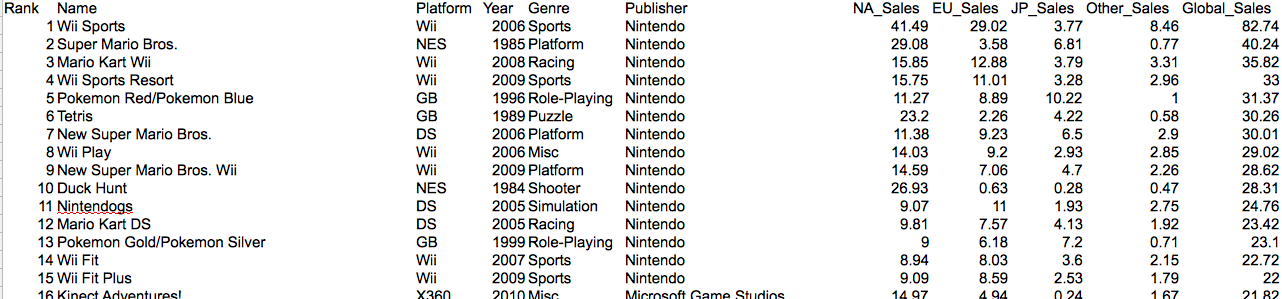 Rank Name Platform Year Genre Publisher NA_Sales EU_Sales JP_Sales Other_Sales Global_Sales
1 Wii Sports Wii 2006 Sports Nintendo 41.49 29.02 3.77 8.46 82.74
2 Super Mario Bros. NES 1985 Platform Nintendo 29.08 3.58 6.81 0.77 40.24
3 Mario Kart Wii Wii 2008 Racing Nintendo 15.85 12.88 3.79 3.31 35.82
4 Wii Sports Resort Wii 2009 Sports Nintendo 15.75 11.01 3.28 2.96 33
5 Pokemon Red/Pokemon Blue GB 1996 Role-Playing Nintendo 11.27 8.89 10.22 1 31.37
6 Tetris GB 1989 Puzzle Nintendo 23.2 2.26 4.22 0.58 30.26
7 New Super Mario Bros. DS 2006 Platform Nintendo 11.38 9.23 6.5 2.9 30.01
8 Wii Play Wii 2006 Misc Nintendo 14.03 9.2 2.93 2.85 29.02
9 New Super Mario Bros. Wii Wii 2009 Platform Nintendo 14.59 7.06 4.7 2.26 28.62
10 Duck Hunt NES 1984 Shooter Nintendo 26.93 0.63 0.28 0.47 28.31
11 Nintendogs DS 2005 Simulation Nintendo 9.07 11 1.93 2.75 24.76
12 Mario Kart DS DS 2005 Racing Nintendo 9.81 7.57 4.13 1.92 23.42
13 Pokemon Gold/Pokemon Silver GB 1999 Role-Playing Nintendo 9 6.18 7.2 0.71 23.1
14 Wii Fit Wii 2007 Sports Nintendo 8.94 8.03 3.6 2.15 22.72
15 Wii Fit Plus Wii 2009 Sports Nintendo 9.09 8.59 2.53 1.79 22
16 Kinect Adventures! X360 2010 Misc Microsoft Game Studios 14.97 4.94 0.24 1.67 21.82